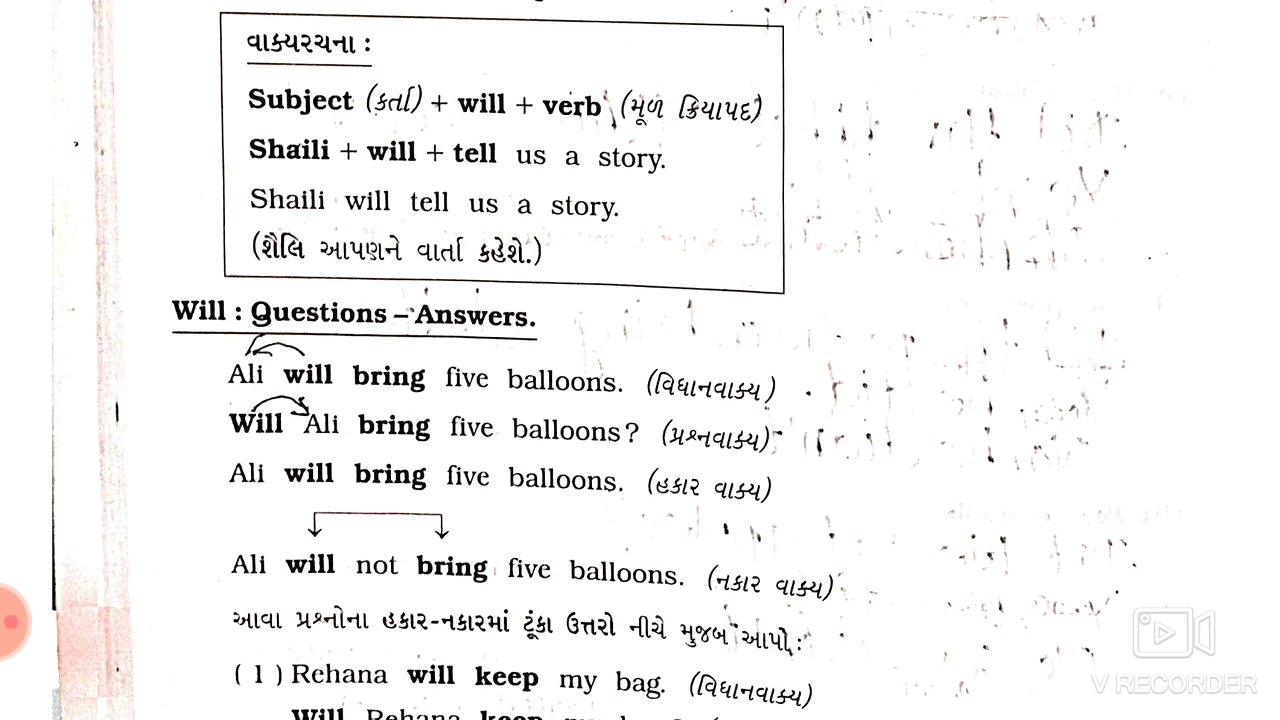 વાક્યરચના :
Subject (કર્તા) + will + verb (મૂળ ક્રિયાપદ)
Shaili + will + tell us a story.
Shaili will tell us a story.
(શૈલિ આપણને વાર્તા કહેશે.)
Will : Questions – Answers.
Ali will bring five balloons. (વિધાનવાક્ય)
Will Ali bring five balloons? (પ્રશ્નવાક્ય)
Ali will bring five balloons. (હકાર વાક્ય)
Ali will not bring five balloons. (નકાર વાક્ય)
આવા પ્રશ્નોના હકાર-નકારમાં ટૂંકા ઉત્તરો નીચે મુજબ આપો :
( 1 ) Rehana will keep my bag. (વિધાનવાક્ય)
Will Rehana keep
V RECORDER